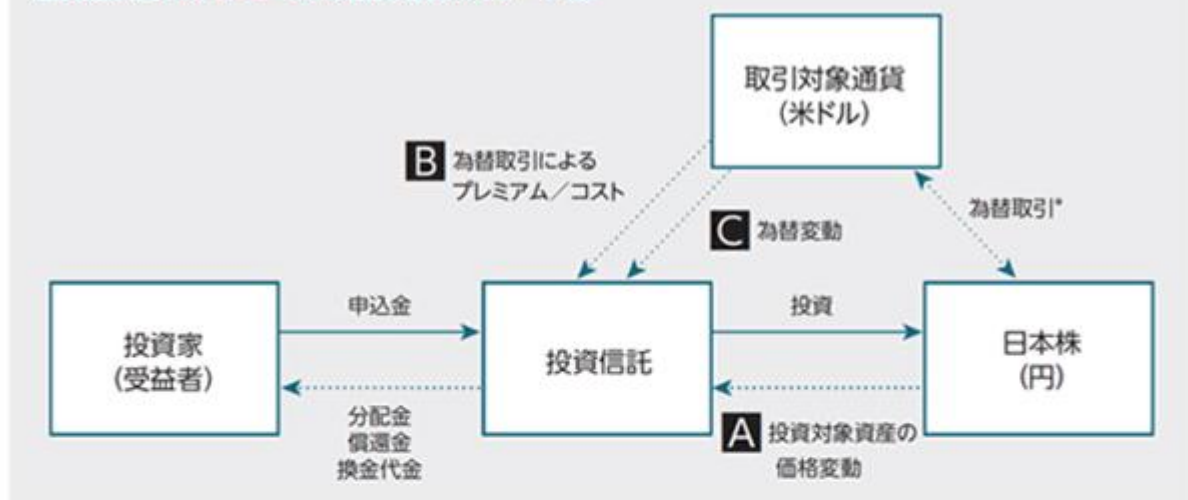 取引対象通貨
(米ドル)
B 為替取引による
プレミアム/コスト
C 為替変動
為替取引*
投資家
(受益者)
申込金
分配金
償還金
換金代金
投資信託
投資
A 投資対象資産の
価格変動
日本株
(円)